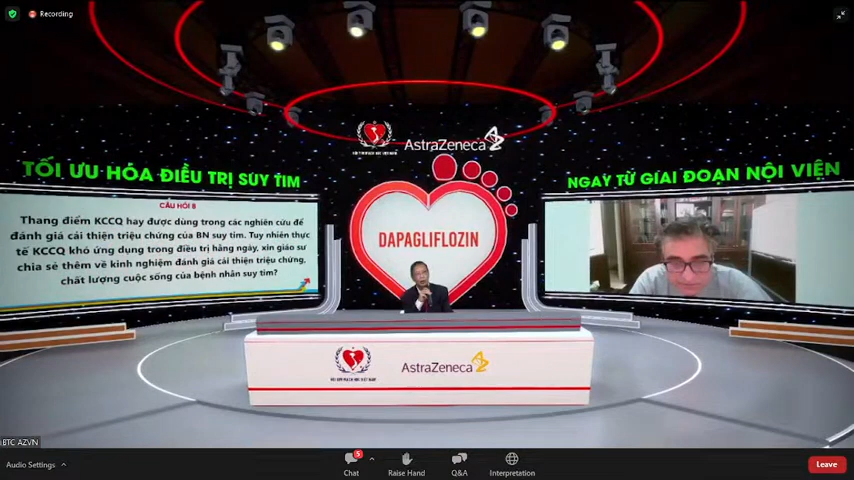 Recording
AstraZeneca
TỐI ƯU HÓA ĐIỀU TRỊ SUY TIM
NGAY TỪ GIAI ĐOẠN NỘI VIỆN
CÂU HỎI 8
Thang điểm KCCQ hay được dùng trong các nghiên cứu để
đánh giá cải thiện triệu chứng của BN suy tim. Tuy nhiên thực
tế KCCQ khó ứng dụng trong điều trị hằng ngày, xin giáo sư
chia sẻ thêm về kinh nghiệm đánh giá cải thiện triệu chứng,
chất lượng cuộc sống của bệnh nhân suy tim?
DAPAGLIFLOZIN
AstraZeneca
BTC AZVN
Audio Settings
5
Chat
Raise Hand
Q&A
Interpretation
Leave